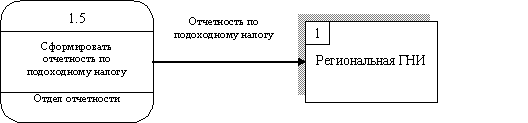 1.5
Сформировать
отчетность по
подоходному налогу
Отдел отчетности
Отчетность по
подоходному налогу
1
Региональная ГНИ